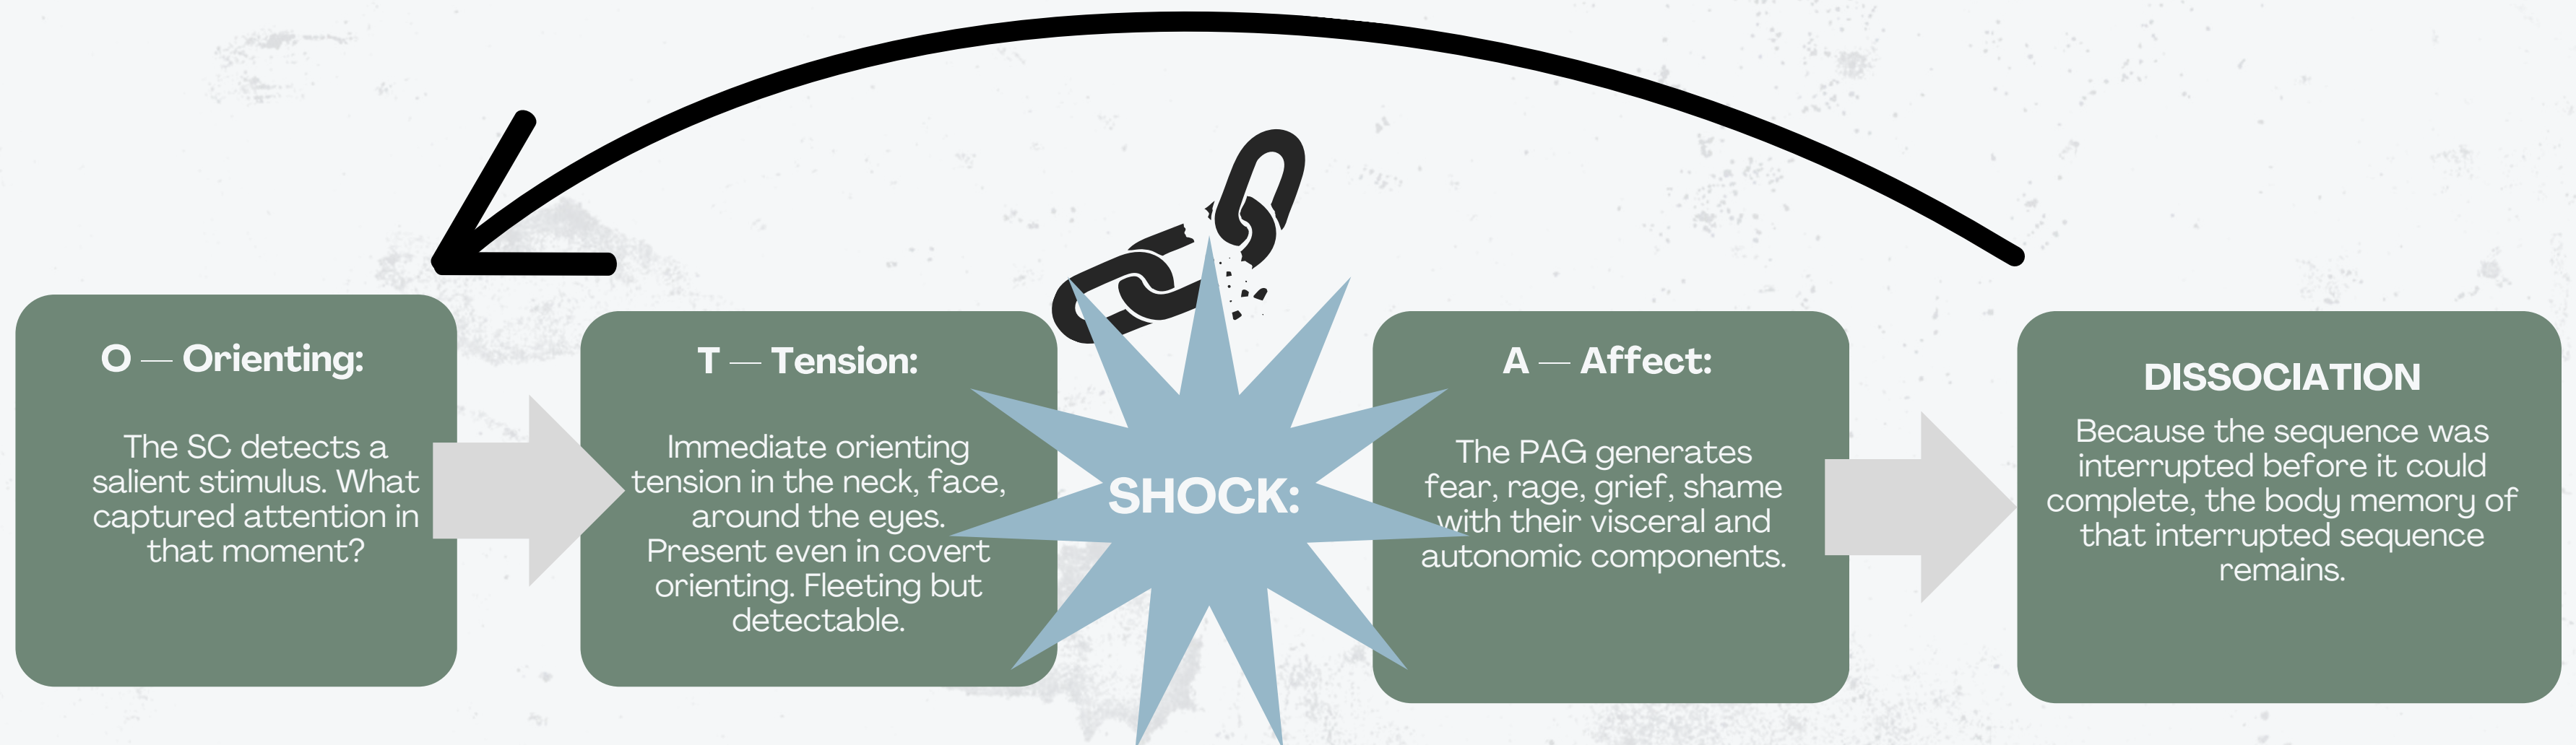 O — Orienting:
The SC detects a
salient stimulus. What
captured attention in
that moment?
T — Tension:
Immediate orienting
tension in the neck, face,
around the eyes.
Present even in covert
orienting. Fleeting but
detectable.
SHOCK:
A — Affect:
The PAG generates
fear, rage, grief, shame
with their visceral and
autonomic components.
DISSOCIATION
Because the sequence was
interrupted before it could
complete, the body memory of
that interrupted sequence
remains.